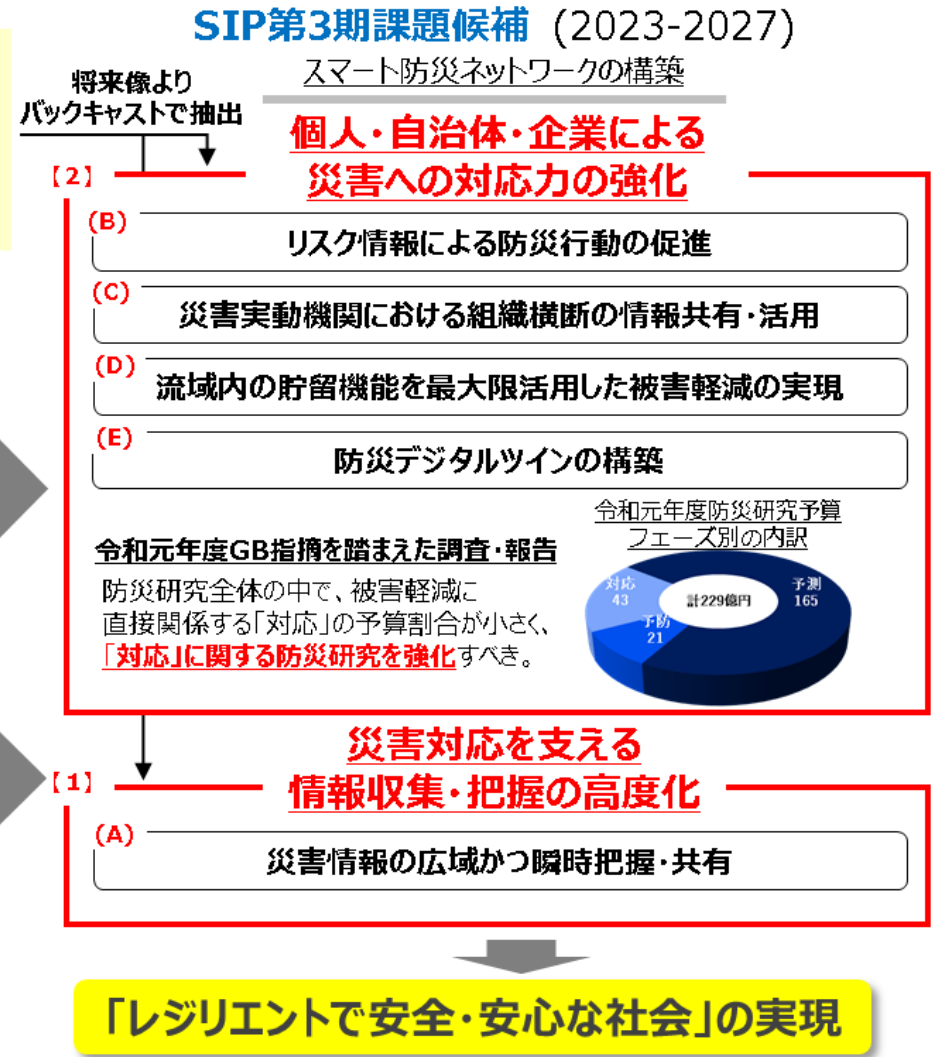 SIP第3期課題候補 (2023-2027)
スマート防災ネットワークの構築
将来像より
バックキャストで抽出
個人・自治体・企業による
災害への対応力の強化
【2】
(B)
リスク情報による防災行動の促進
(C)
災害実動機関における組織横断の情報共有・活用
(D)
流域内の貯留機能を最大限活用した被害軽減の実現
(E)
防災デジタルツインの構築
令和元年度GB指摘を踏まえた調査・報告
防災研究全体の中で、被害軽減に
直接関係する「対応」の予算割合が小さく、
「対応」に関する防災研究を強化すべき。
令和元年度防災研究予算
フェーズ別の内訳
対応
43
予防
21
計229億円
予測
165
災害対応を支える
情報収集・把握の高度化
【1】
(A)
災害情報の広域かつ瞬時把握・共有
「レジリエントで安全・安心な社会」の実現